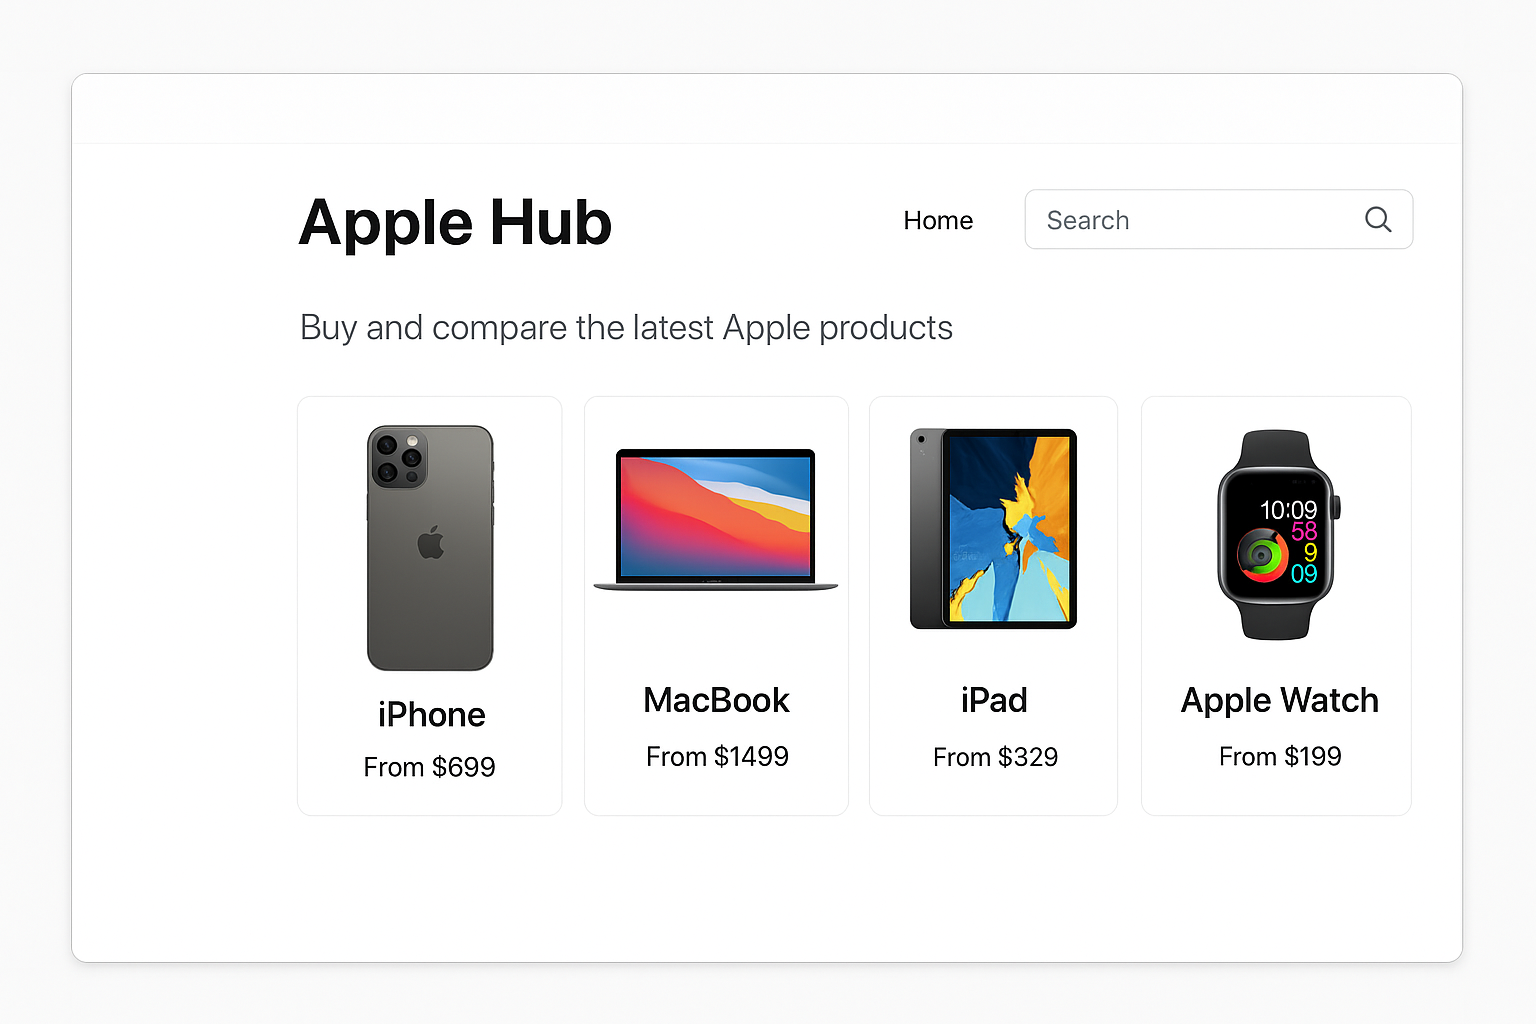 Apple Hub
Home
Search
Buy and compare the latest Apple products
iPhone
From $699
MacBook
From $1499
iPad
From $329
10:09
58
9
09
Apple Watch
From $199